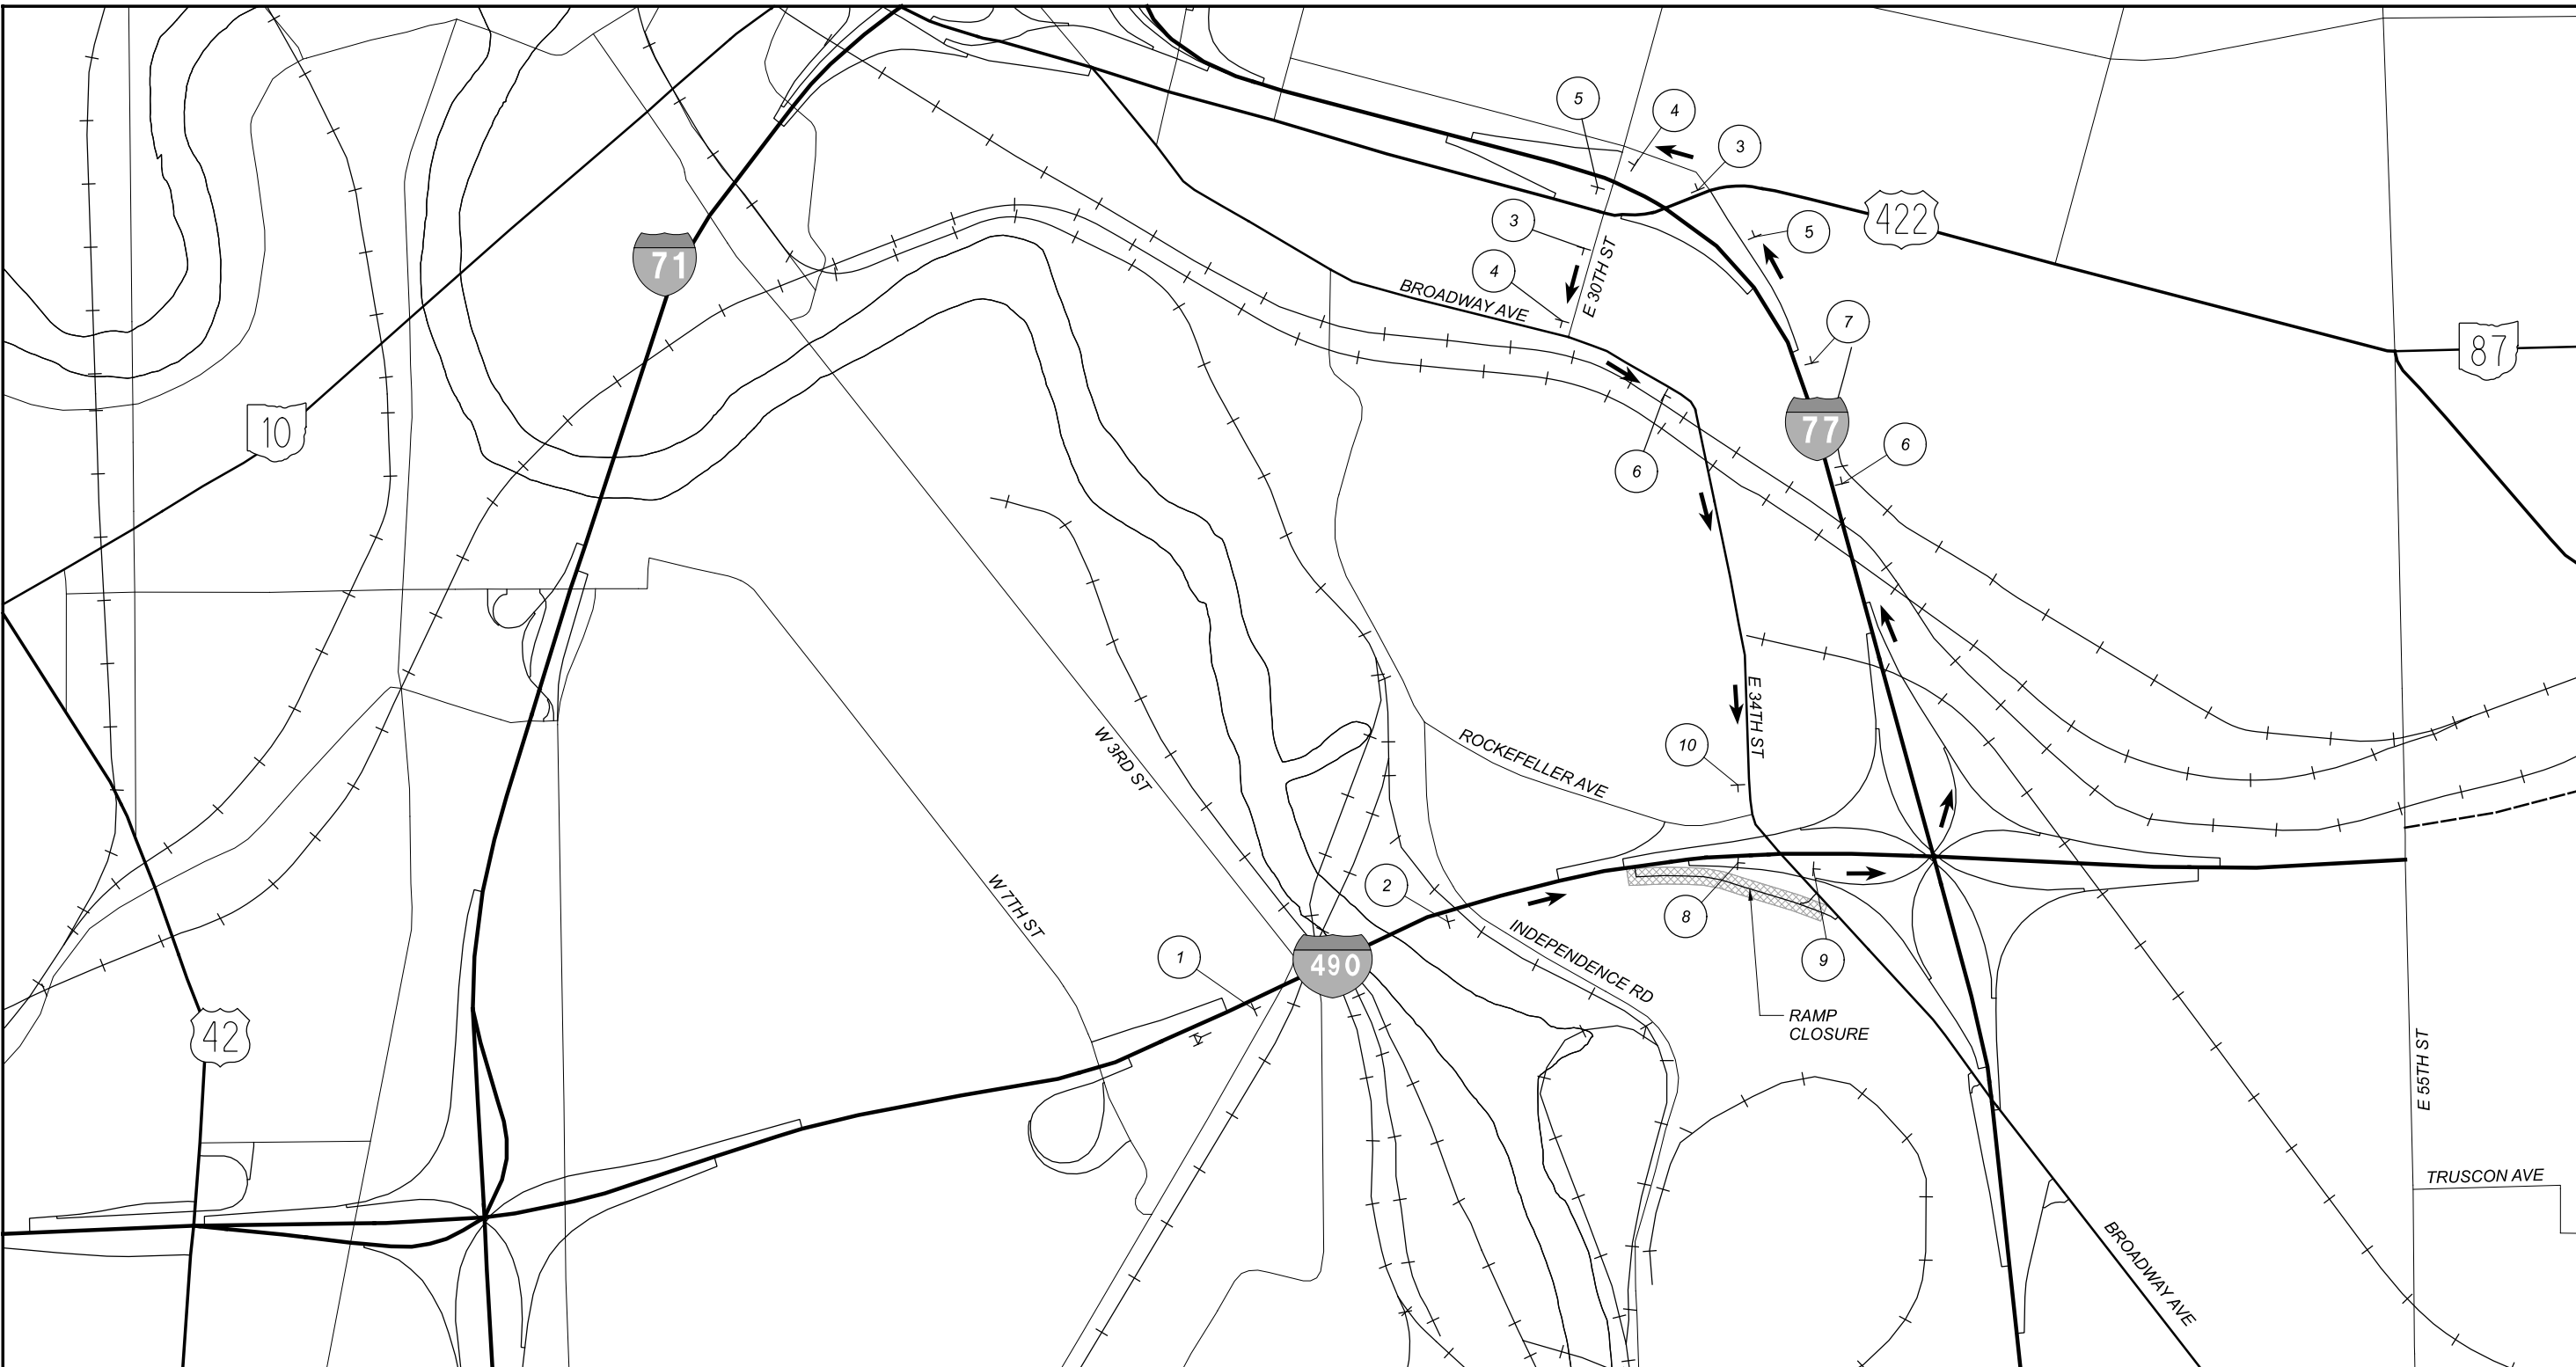 5
4
3
422
5
3
71
E 30TH ST
4
BROADWAY AVE
7
87
10
77
6
6
E 34TH ST
W 3RD ST
10
ROCKEFELLER AVE
2
W 7TH ST
8
INDEPENDENCE RD
1
490
9
RAMP
CLOSURE
42
E 55TH ST
TRUSCON AVE
BROADWAY AVE